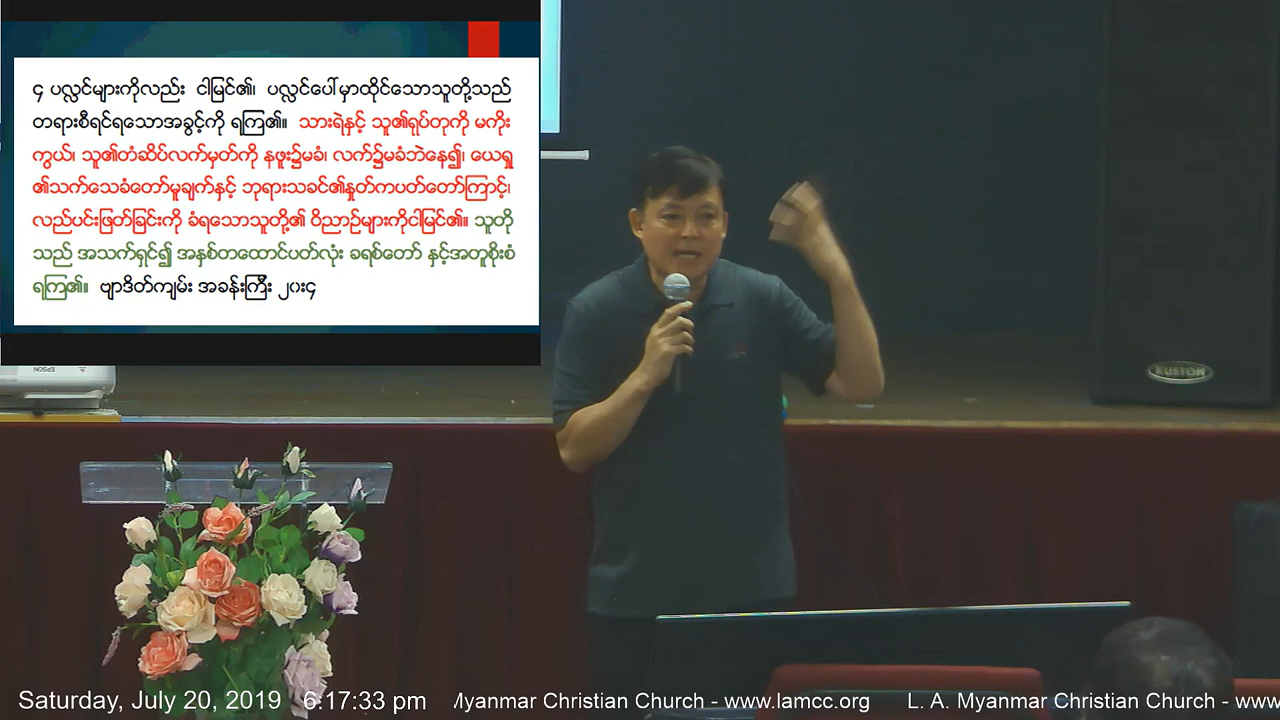 ၄ ပလ္လင်များကိုလည်း ငါမြင်၏၊ ပလ္လင်ပေါ်မှာထိုင်သောသူတို့သည်
တရားစီရင်ရသောအခွင့်ကို ရကြ၏။ သားရဲနှင့် သူ၏ရုပ်တုကို မကိုး
ကွယ်၊ သူ၏တံဆိပ်လက်မှတ်ကို နဖူး၌မခံ၊ လက်၌မခံဘဲနေ၍၊ ယေရှု
၏သက်သေခံတော်မူချက်နှင့် ဘုရားသခင်၏နှုတ်ကပတ်တော်ကြောင့်၊
လည်ပင်းဖြတ်ခြင်းကို ခံရသောသူတို့၏ ဝိညာဉ်များကိုငါမြင်၏။ သူတို
သည် အသက်ရှင်၍ အနှစ်တထောင်ပတ်လုံး ခရစ်တော် နှင့်အတူစိုးစံ
ရကြ၏။ ဗျာဒိတ်ကျမ်း အခန်းကြီး ၂၀း၄
EPSON
KUSTOM
Saturday, July 20, 2019 6:17:33 pm Myanmar Christian Church - www.lamcc.org L. A. Myanmar Christian Church - www